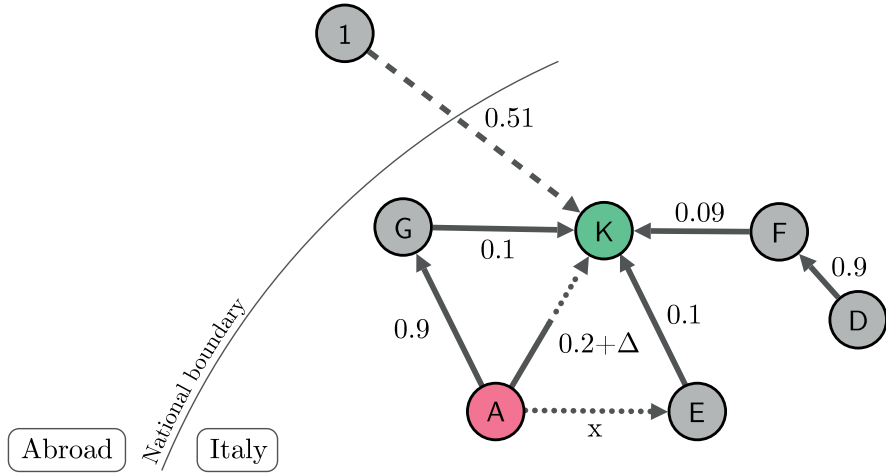 1
0.51
G
K
F
0.09
0.1
0.9
D
0.9
0.2+Δ
0.1
A
E
x
National boundary
Abroad
Italy